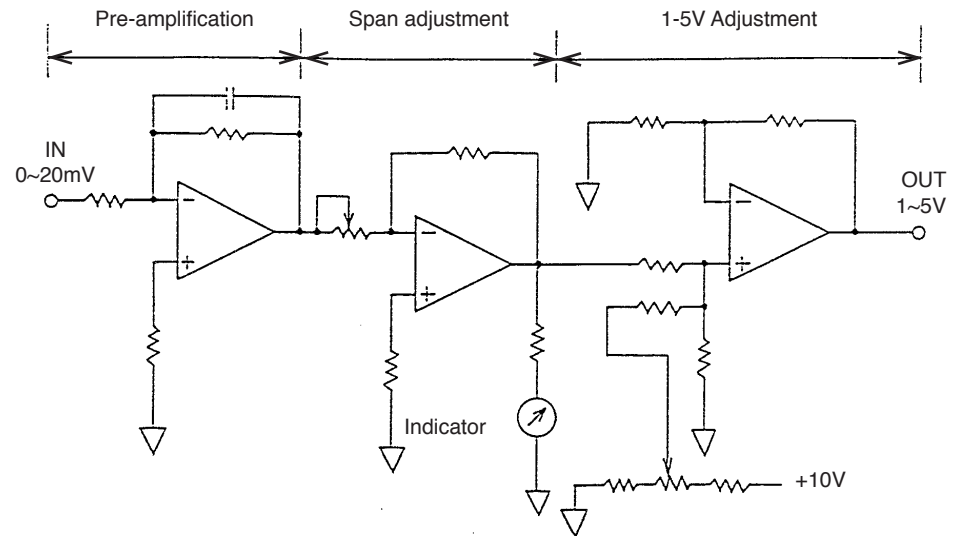 Pre-amplification
Span adjustment
1-5V Adjustment
IN
0~20mV
OUT
1~5V
Indicator
+10V